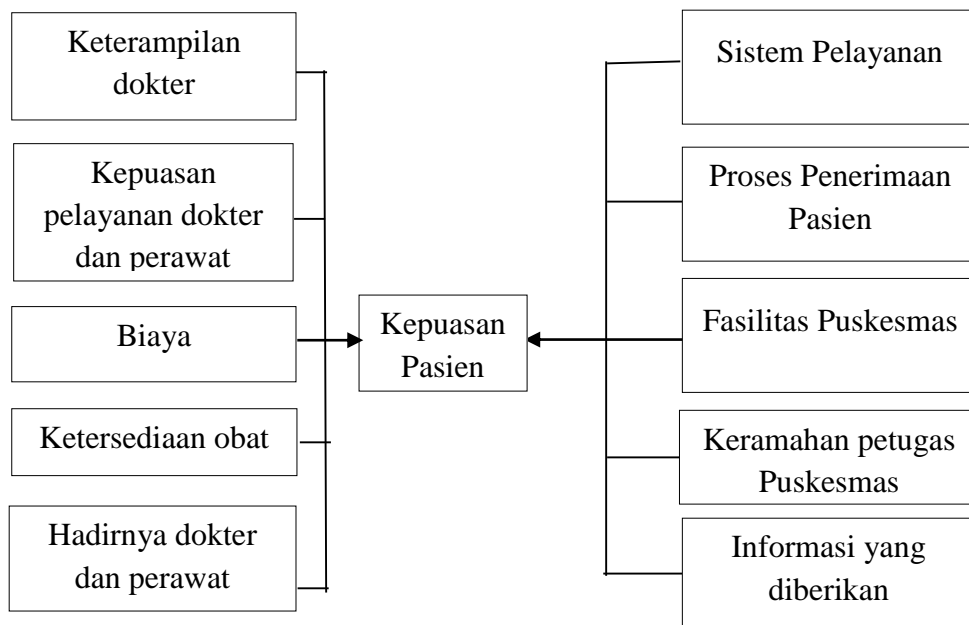 Keterampilan
dokter
Kepuasan
pelayanan dokter
dan perawat
Biaya
Ketersediaan obat
Hadirnya dokter
dan perawat
Kepuasan
Pasien
Sistem Pelayanan
Proses Penerimaan
Pasien
Fasilitas Puskesmas
Keramahan petugas
Puskesmas
Informasi yang
diberikan